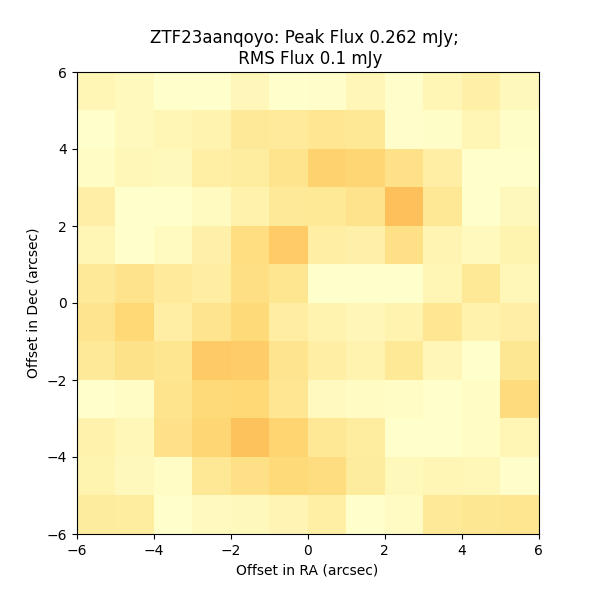 ZTF23aanqoyo: Peak Flux 0.262 mJy;
RMS Flux 0.1 mJy
6
4
2
0
−2
−4
−6
Offset in Dec (arcsec)
−6 −4 −2 0 2 4 6
Offset in RA (arcsec)